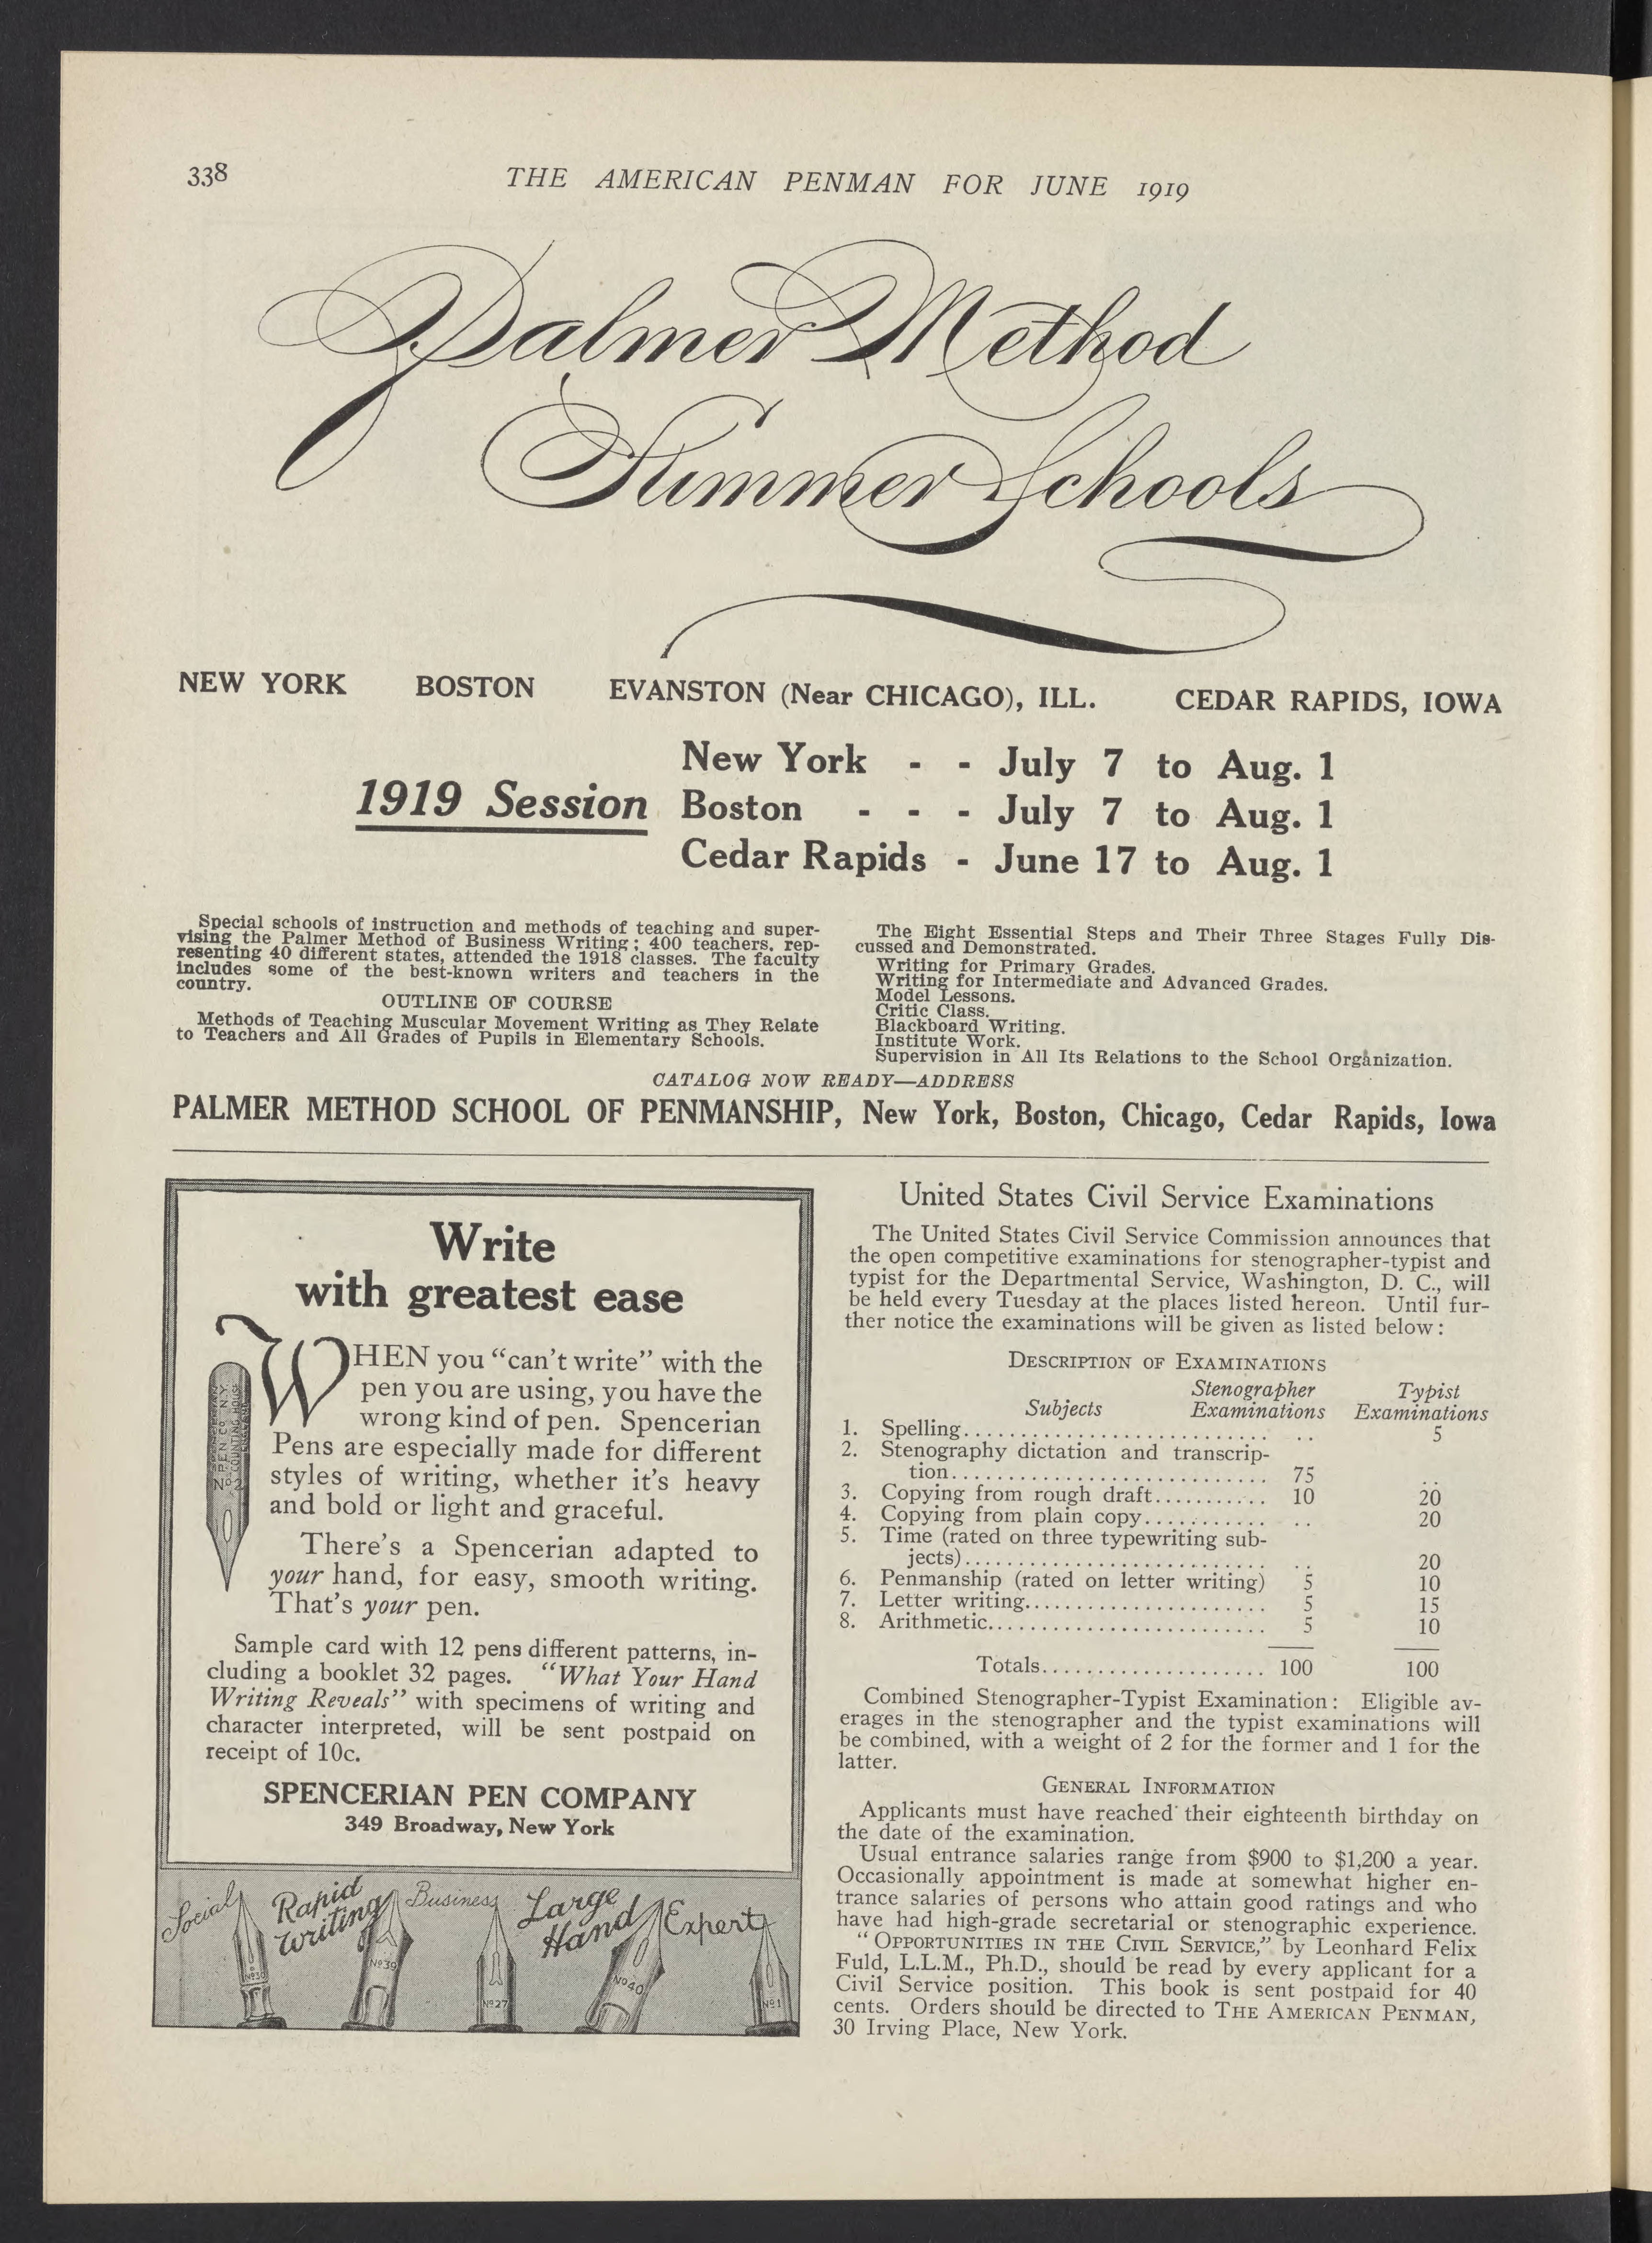 338
THE AMERICAN PENMAN FOR JUNE 1919
Palmer Method
Summer Schools
NEW YORK BOSTON EVANSTON (Near CHICAGO), ILL. CEDAR RAPIDS, IOWA
1919 Session
New York - - July 7 to Aug. 1
Boston - - - July 7 to Aug. 1
Cedar Rapids - June 17 to Aug. 1
Special schools of instruction and methods of teaching and super-
vising the Palmer Method of Business Writing; 400 teachers, rep-
resenting 40 different states, attended the 1918 classes. The faculty
includes some of the best-known writers and teachers in the
country.
OUTLINE OF COURSE
Methods of Teaching Muscular Movement Writing as They Relate
to Teachers and All Grades of Pupils in Elementary Schools.
The Eight Essential Steps and Their Three Stages Fully Dis-
cussed and Demonstrated.
Writing for Primary Grades.
Writing for Intermediate and Advanced Grades.
Model Lessons.
Critic Class.
Blackboard Writing.
Institute Work.
Supervision in All Its Relations to the School Organization.
CATALOG NOW READY—ADDRESS
PALMER METHOD SCHOOL OF PENMANSHIP, New York, Boston, Chicago, Cedar Rapids, Iowa
Write
with greatest ease
WHEN you "can't write" with the
pen you are using, you have the
wrong kind of pen. Spencerian
Pens are especially made for different
styles of writing, whether it's heavy
and bold or light and graceful.
There's a Spencerian adapted to
your hand, for easy, smooth writing.
That's your pen.
Sample card with 12 pens different patterns, in-
cluding a booklet 32 pages. "What Your Hand
Writing Reveals" with specimens of writing and
character interpreted, will be sent postpaid on
receipt of 10c.
SPENCERIAN PEN COMPANY
349 Broadway, New York
PEN CO N.Y.
COUNTING HOUSE
No 2
Social
Rapid
Writing
Business
Large
Hand
Expert
No 30
No 39
No 27
No 40
No 1
United States Civil Service Examinations
The United States Civil Service Commission announces that
the open competitive examinations for stenographer-typist and
typist for the Departmental Service, Washington, D. C., will
be held every Tuesday at the places listed hereon. Until fur-
ther notice the examinations will be given as listed below:
DESCRIPTION OF EXAMINATIONS
Stenographer Typist
Subjects Examinations Examinations
1. Spelling............................ .. 5
2. Stenography dictation and transcrip-
tion.............................. 75 ..
3. Copying from rough draft........... 10 20
4. Copying from plain copy............ .. 20
5. Time (rated on three typewriting sub-
jects)............................ .. 20
6. Penmanship (rated on letter writing) 5 10
7. Letter writing....................... 5 15
8. Arithmetic.......................... 5 10
Totals..................... 100 100
Combined Stenographer-Typist Examination: Eligible av-
erages in the stenographer and the typist examinations will
be combined, with a weight of 2 for the former and 1 for the
latter.
GENERAL INFORMATION
Applicants must have reached their eighteenth birthday on
the date of the examination.
Usual entrance salaries range from $900 to $1,200 a year.
Occasionally appointment is made at somewhat higher en-
trance salaries of persons who attain good ratings and who
have had high-grade secretarial or stenographic experience.
"OPPORTUNITIES IN THE CIVIL SERVICE," by Leonhard Felix
Fuld, L.L.M., Ph.D., should be read by every applicant for a
Civil Service position. This book is sent postpaid for 40
cents. Orders should be directed to THE AMERICAN PENMAN,
30 Irving Place, New York.